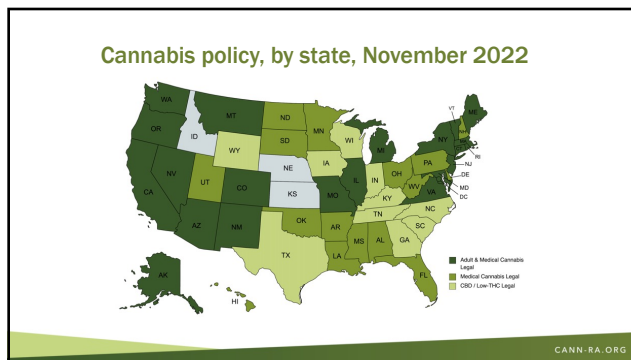 Cannabis policy, by state, November 2022
WA
MT
ND
MN
ME
VT
NH
OR
ID
SD
WI
MI
NY
WY
RI
NJ
IA
PA
NE
NV
UT
IL
IN
OH
DE
CO
WV
MD
CA
KS
MO
KY
VA
DC
NC
TN
AZ
NM
OK
AR
SC
MS
AL
GA
TX
LA
AK
FL
HI
Adult & Medical Cannabis
Legal
Medical Cannabis Legal
CBD / Low-THC Legal
CANN-RA.ORG